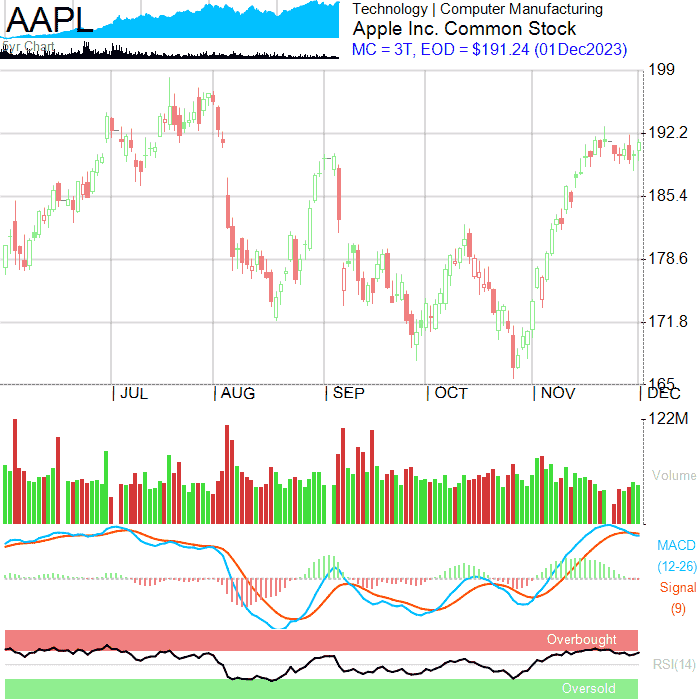 AAPL
5yr Chart
Technology | Computer Manufacturing
Apple Inc. Common Stock
MC = 3T, EOD = $191.24 (01Dec2023)
199
192.2
185.4
178.6
171.8
165
| JUL | AUG | SEP | OCT | NOV | DEC
122M
Volume
MACD
(12-26)
Signal
(9)
Overbought
RSI(14)
Oversold